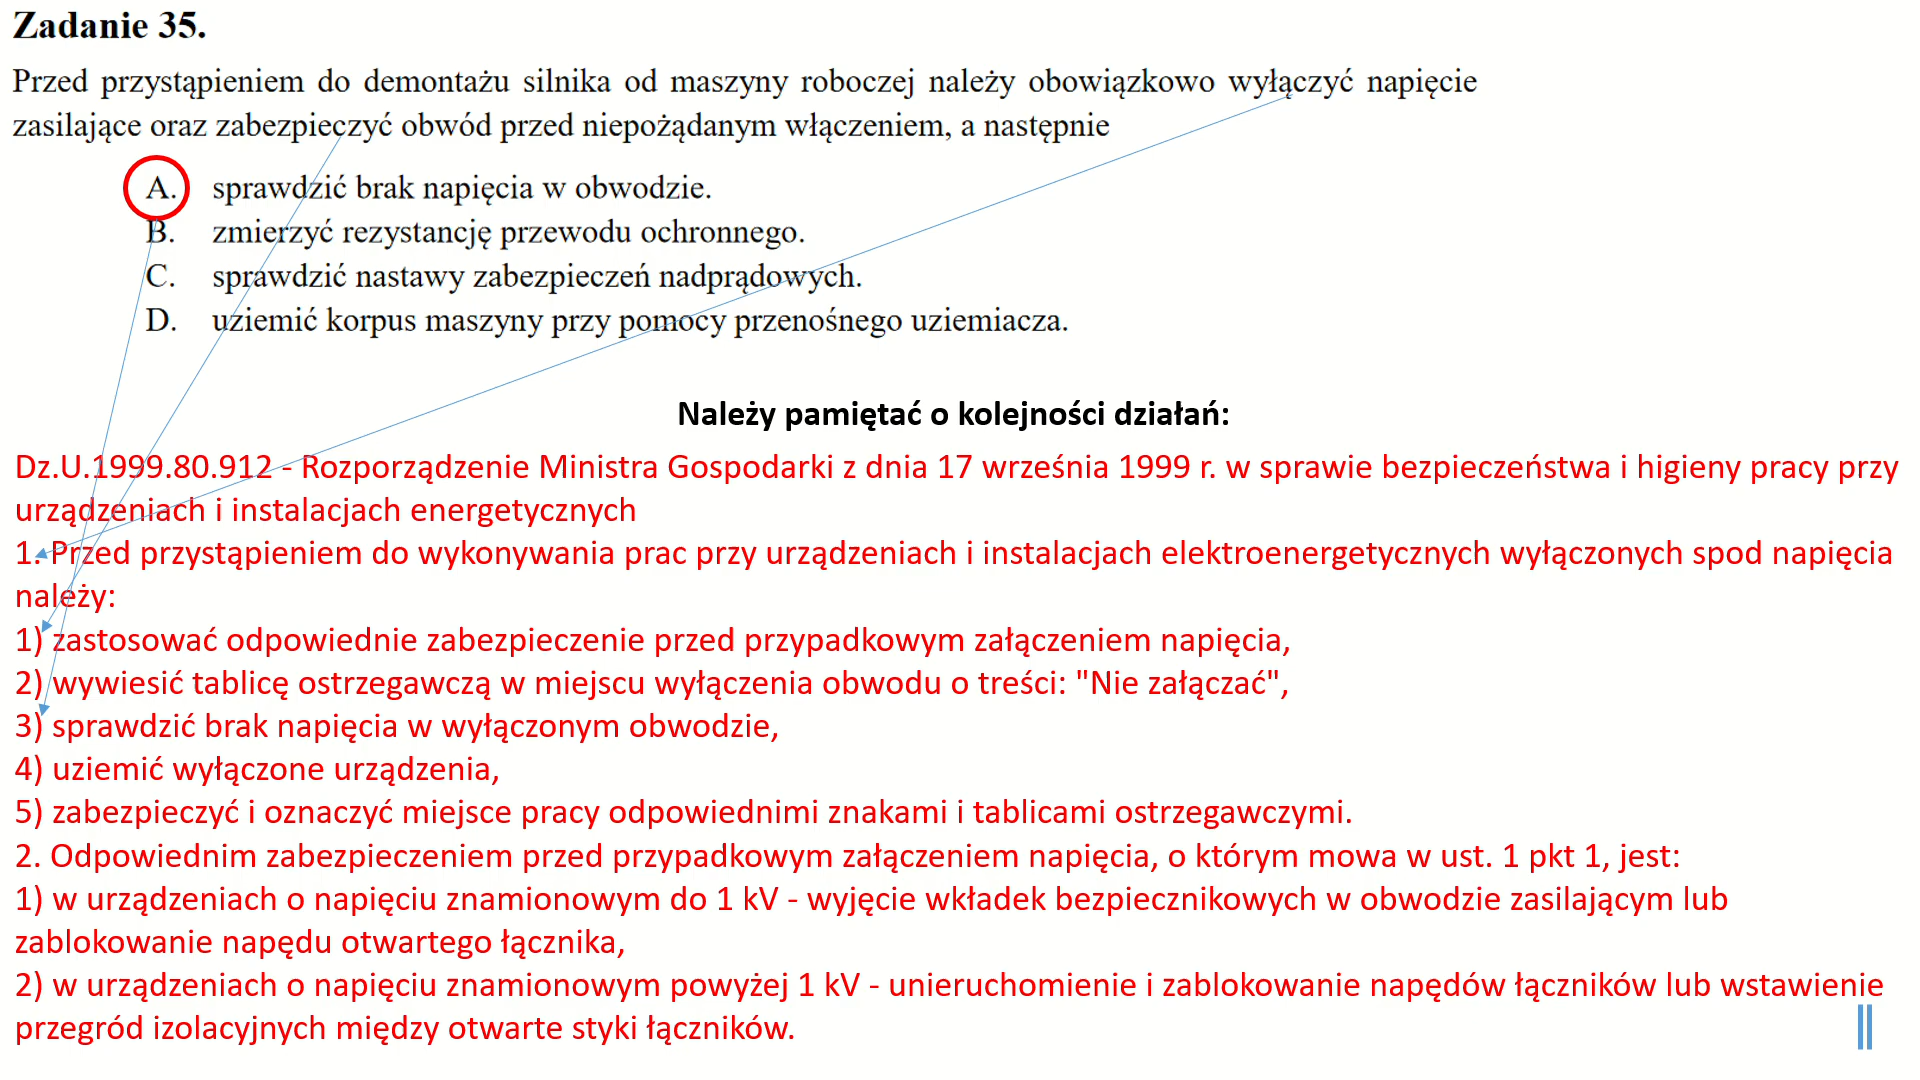 Zadanie 35.
Przed przystąpieniem do demontażu silnika od maszyny roboczej należy obowiązkowo wyłączyć napięcie
zasilające oraz zabezpieczyć obwód przed niepożądanym włączeniem, a następnie
A. sprawdzić brak napięcia w obwodzie.
B. zmierzyć rezystancję przewodu ochronnego.
C. sprawdzić nastawy zabezpieczeń nadprądowych.
D. uziemić korpus maszyny przy pomocy przenośnego uziemiacza.
Należy pamiętać o kolejności działań:
Dz.U.1999.80.912 - Rozporządzenie Ministra Gospodarki z dnia 17 września 1999 r. w sprawie bezpieczeństwa i higieny pracy przy
urządzeniach i instalacjach energetycznych
1. Przed przystąpieniem do wykonywania prac przy urządzeniach i instalacjach elektroenergetycznych wyłączonych spod napięcia
należy:
1) zastosować odpowiednie zabezpieczenie przed przypadkowym załączeniem napięcia,
2) wywiesić tablicę ostrzegawczą w miejscu wyłączenia obwodu o treści: "Nie załączać",
3) sprawdzić brak napięcia w wyłączonym obwodzie,
4) uziemić wyłączone urządzenia,
5) zabezpieczyć i oznaczyć miejsce pracy odpowiednimi znakami i tablicami ostrzegawczymi.
2. Odpowiednim zabezpieczeniem przed przypadkowym załączeniem napięcia, o którym mowa w ust. 1 pkt 1, jest:
1) w urządzeniach o napięciu znamionowym do 1 kV - wyjęcie wkładek bezpiecznikowych w obwodzie zasilającym lub
zablokowanie napędu otwartego łącznika,
2) w urządzeniach o napięciu znamionowym powyżej 1 kV - unieruchomienie i zablokowanie napędów łączników lub wstawienie
przegród izolacyjnych między otwarte styki łączników.